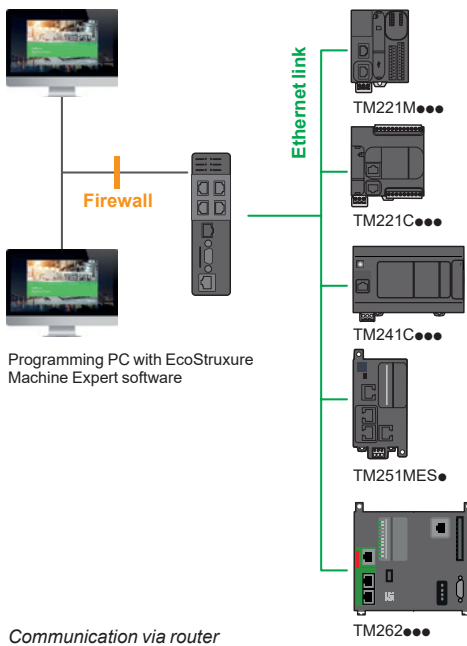 Ethernet link
TM221M●●●
Firewall
TM221C●●●
TM241C●●●
Programming PC with EcoStruxure
Machine Expert software
TM251MES●
TM262●●●
Communication via router